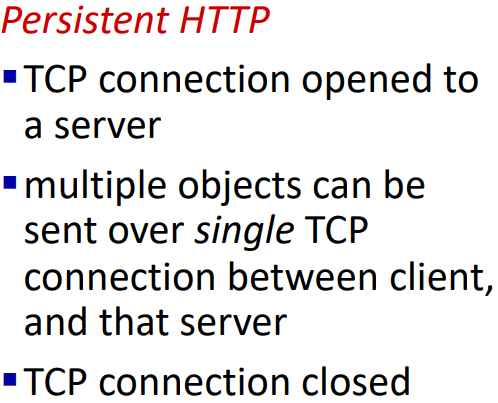 Persistent HTTP
▪TCP connection opened to
a server
▪multiple objects can be
sent over single TCP
connection between client,
and that server
▪TCP connection closed